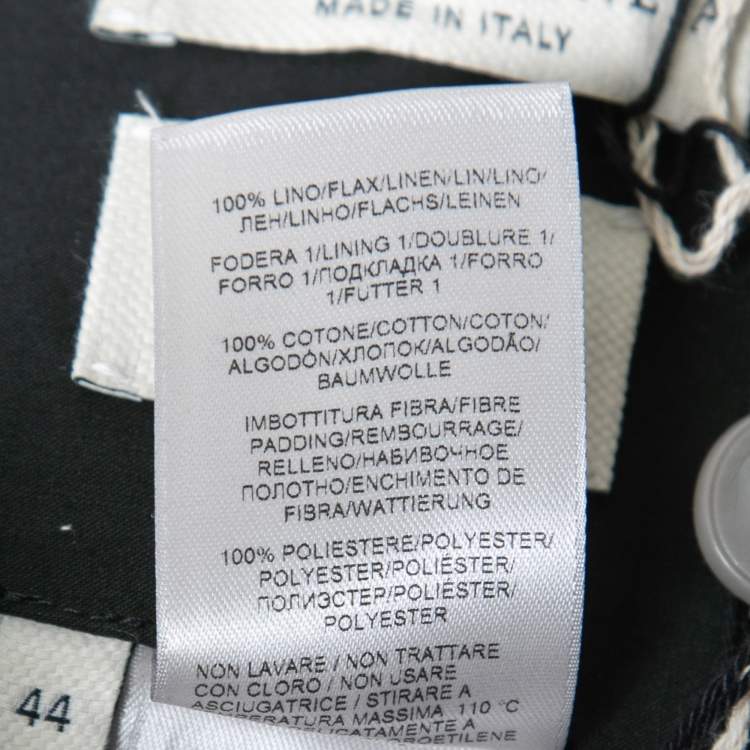 MADE IN ITALY
100% LINO/FLAX/LINEN/LIN/LINO/
ЛЕН/LINHO/FLACHS/LEINEN
FODERA 1/LINING 1/DOUBLURE 1/
FORRO 1/ПОДКЛАДКА 1/FORRO
1/FUTTER 1
100% COTONE/COTTON/COTON/
ALGODÓN/ХЛОПОК/ALGODÃO/
BAUMWOLLE
IMBOTTITURA FIBRA/FIBRE
PADDING/REMBOURRAGE/
RELLENO/НАБИВОЧНОЕ
ПОЛОТНО/ENCHIMENTO DE
FIBRA/WATTIERUNG
100% POLIESTERE/POLYESTER/
POLYESTER/POLIÉSTER/
ПОЛИЭСТЕР/POLIÉSTER/
POLYESTER
NON LAVARE / NON TRATTARE
CON CLORO / NON USARE
ASCIUGATRICE / STIRARE A
MASSIMA 110 °C
A
44